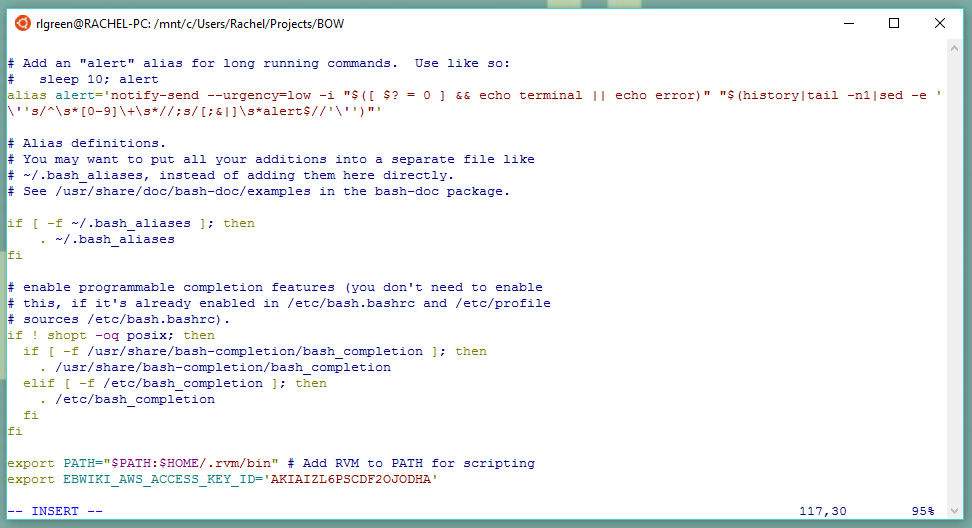 rlgreen@RACHEL-PC: /mnt/c/Users/Rachel/Projects/BOW
# Add an "alert" alias for long running commands.  Use like so:
#   sleep 10; alert
alias alert='notify-send --urgency=low -i "$([ $? = 0 ] && echo terminal || echo error)" "$(history|tail -n1|sed -e '
\''s/^\s*[0-9]\+\s*//;s/[;&|]\s*alert$//'\'')"'
# Alias definitions.
# You may want to put all your additions into a separate file like
# ~/.bash_aliases, instead of adding them here directly.
# See /usr/share/doc/bash-doc/examples in the bash-doc package.
if [ -f ~/.bash_aliases ]; then
    . ~/.bash_aliases
fi
# enable programmable completion features (you don't need to enable
# this, if it's already enabled in /etc/bash.bashrc and /etc/profile
# sources /etc/bash.bashrc).
if ! shopt -oq posix; then
  if [ -f /usr/share/bash-completion/bash_completion ]; then
    . /usr/share/bash-completion/bash_completion
  elif [ -f /etc/bash_completion ]; then
    . /etc/bash_completion
  fi
fi
export PATH="$PATH:$HOME/.rvm/bin" # Add RVM to PATH for scripting
export EBWIKI_AWS_ACCESS_KEY_ID='AKIAIZL6PSCDF2OJODHA'
-- INSERT --                                                                                       117,30        95%